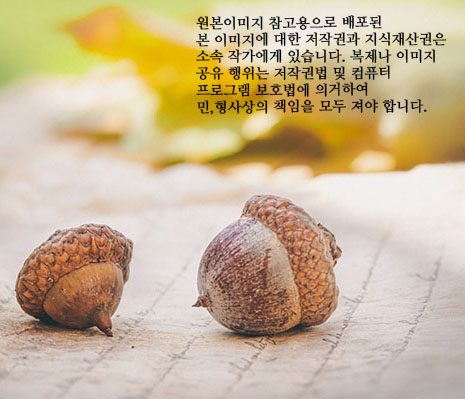 원본이미지 참고용으로 배포된
본 이미지에 대한 저작권과 지식재산권은
소속 작가에게 있습니다. 복제나 이미지
공유 행위는 저작권법 및 컴퓨터
프로그램 보호법에 의거하여
민,형사상의 책임을 모두 져야 합니다.